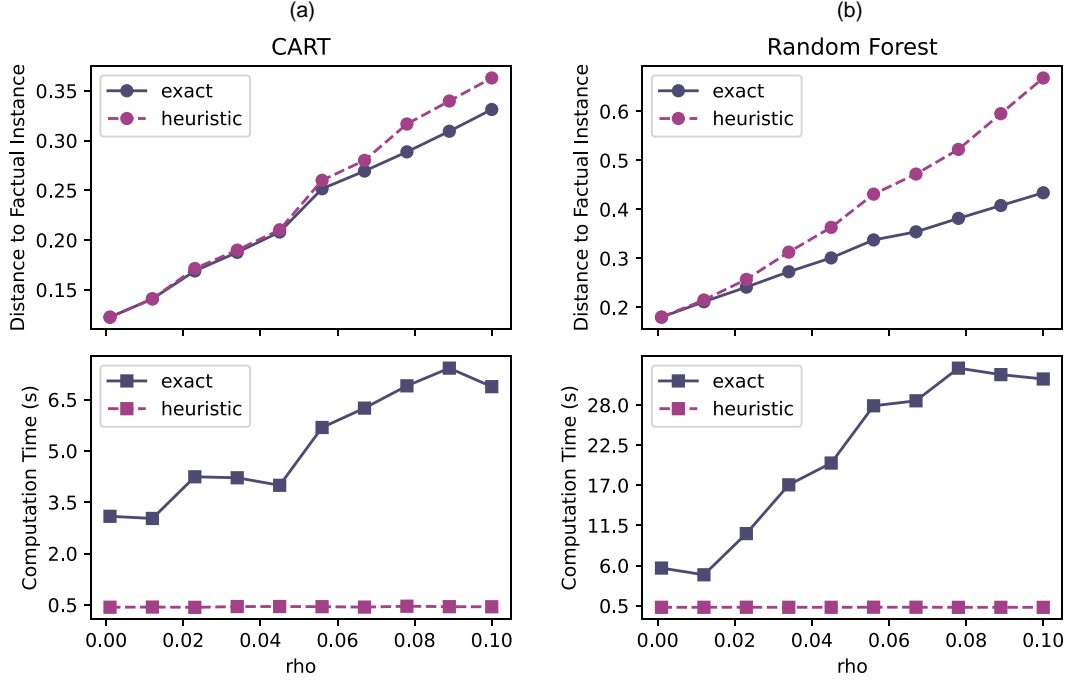 (a)
CART
Distance to Factual Instance
0.35
0.30
0.25
0.20
0.15
exact
heuristic
Computation Time (s)
6.5
5.0
3.5
2.0
0.5
exact
heuristic
0.00 0.02 0.04 0.06 0.08 0.10
rho
(b)
Random Forest
Distance to Factual Instance
0.6
0.5
0.4
0.3
0.2
exact
heuristic
Computation Time (s)
28.0
22.5
17.0
11.5
6.0
0.5
exact
heuristic
0.00 0.02 0.04 0.06 0.08 0.10
rho